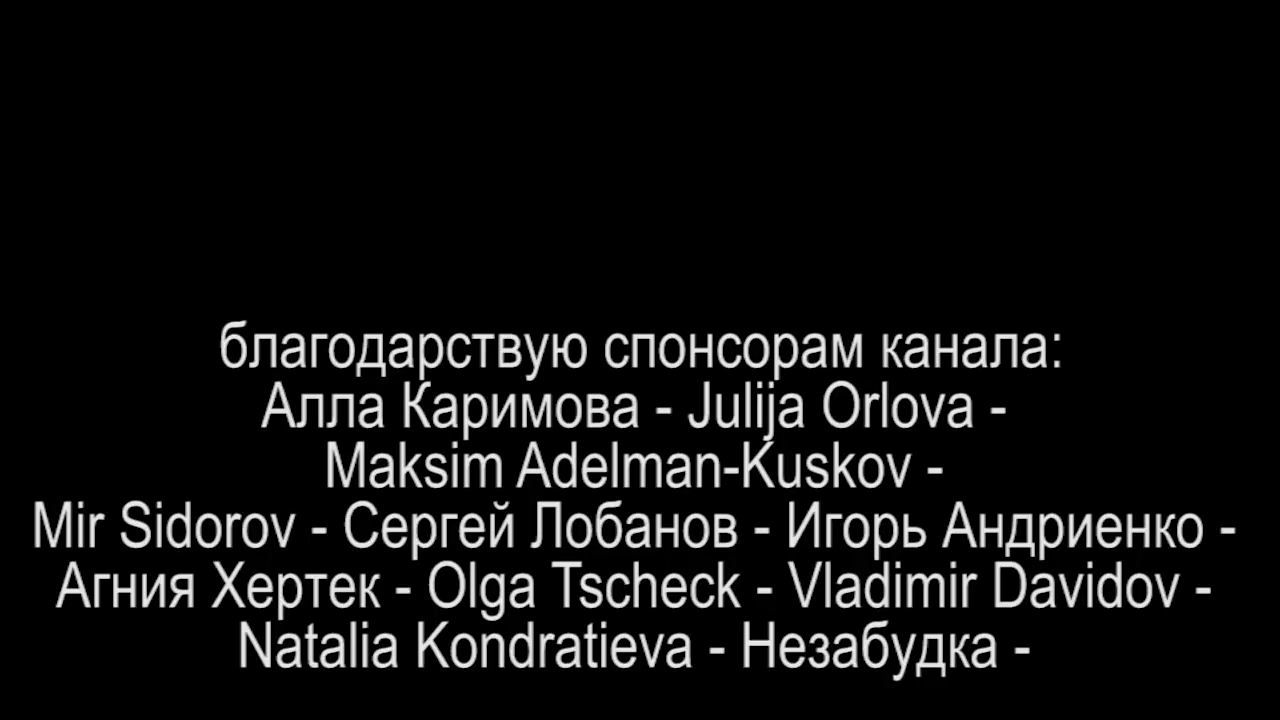 благодарствую спонсорам канала:
Алла Каримова - Julija Orlova -
Maksim Adelman-Kuskov -
Mir Sidorov - Сергей Лобанов - Игорь Андриенко -
Агния Хертек - Olga Tscheck - Vladimir Davidov -
Natalia Kondratieva - Незабудка -